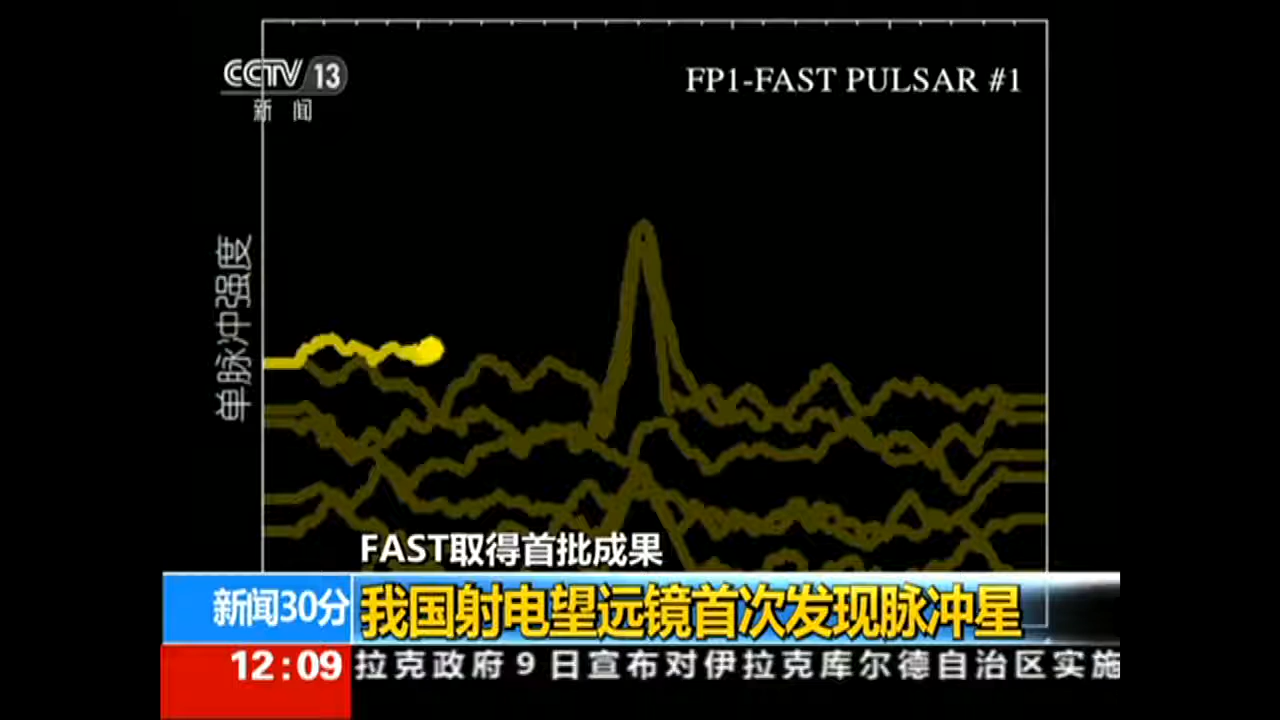 CCTV 13
新闻
FP1-FAST PULSAR #1
单脉冲强度
FAST取得首批成果
新闻30分
我国射电望远镜首次发现脉冲星
12:09
拉克政府9日宣布对伊拉克库尔德自治区实施